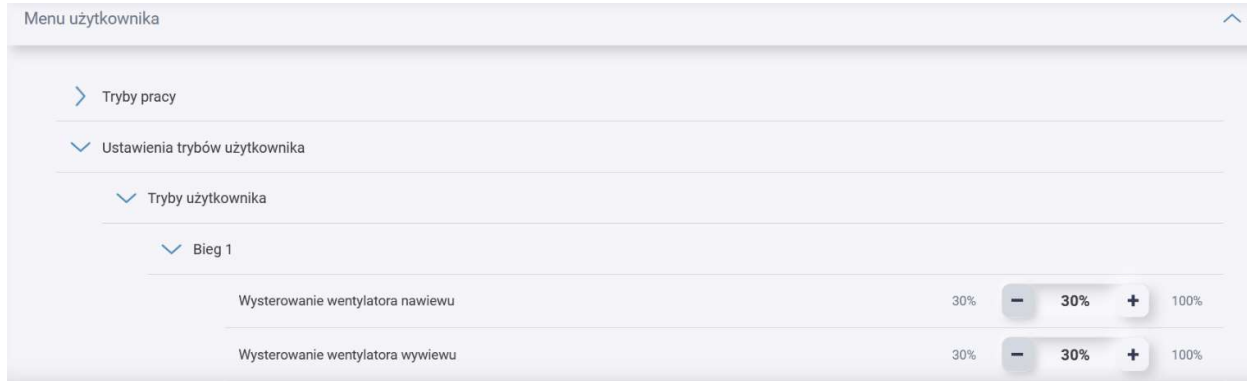 Menu użytkownika
Tryby pracy
Ustawienia trybów użytkownika
Tryby użytkownika
Bieg 1
Wysterowanie wentylatora nawiewu 30% − 30% + 100%
Wysterowanie wentylatora wywiewu 30% − 30% + 100%